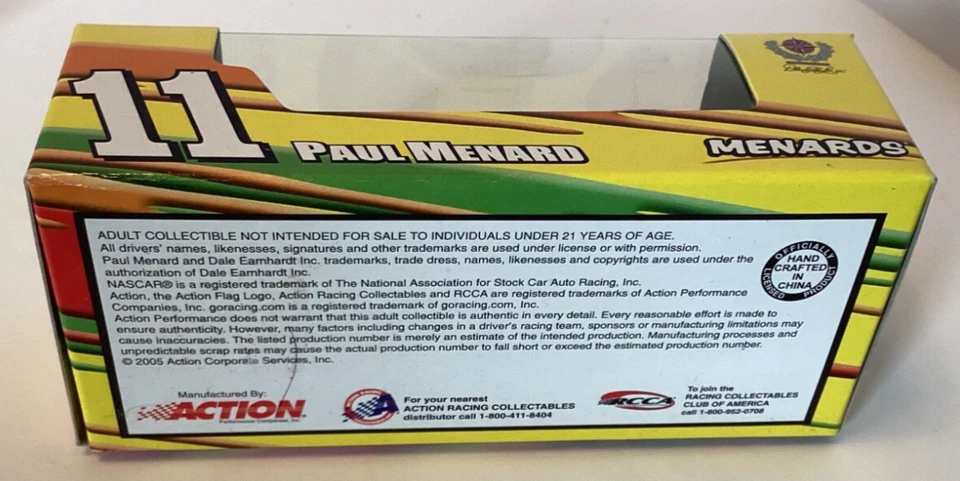 11
PAUL MENARD
MENARDS
ADULT COLLECTIBLE NOT INTENDED FOR SALE TO INDIVIDUALS UNDER 21 YEARS OF AGE.
All drivers' names, likenesses, signatures and other trademarks are used under license or with permission.
Paul Menard and Dale Earnhardt Inc. trademarks, trade dress, names, likenesses and copyrights are used under the
authorization of Dale Earnhardt Inc.
NASCAR® is a registered trademark of The National Association for Stock Car Auto Racing, Inc.
Action, the Action Flag Logo, Action Racing Collectables and RCCA are registered trademarks of Action Performance
Companies, Inc. goracing.com is a registered trademark of goracing.com, Inc.
Action Performance does not warrant that this adult collectible is authentic in every detail. Every reasonable effort is made to
ensure authenticity. However, many factors including changes in a driver's racing team, sponsors or manufacturing limitations may
cause inaccuracies. The listed production number is merely an estimate of the intended production. Manufacturing processes and
unpredictable scrap rates may cause the actual production number to fall short or exceed the estimated production number.
© 2005 Action Corporate Services, Inc.
OFFICIALLY
LICENSED
PRODUCT
HAND
CRAFTED
IN
CHINA
Manufactured By:
ACTION
Performance Companies, Inc.
For your nearest
ACTION RACING COLLECTABLES
distributor call 1-800-411-8404
RCCA
To join the
RACING COLLECTABLES
CLUB OF AMERICA
call 1-800-952-0708